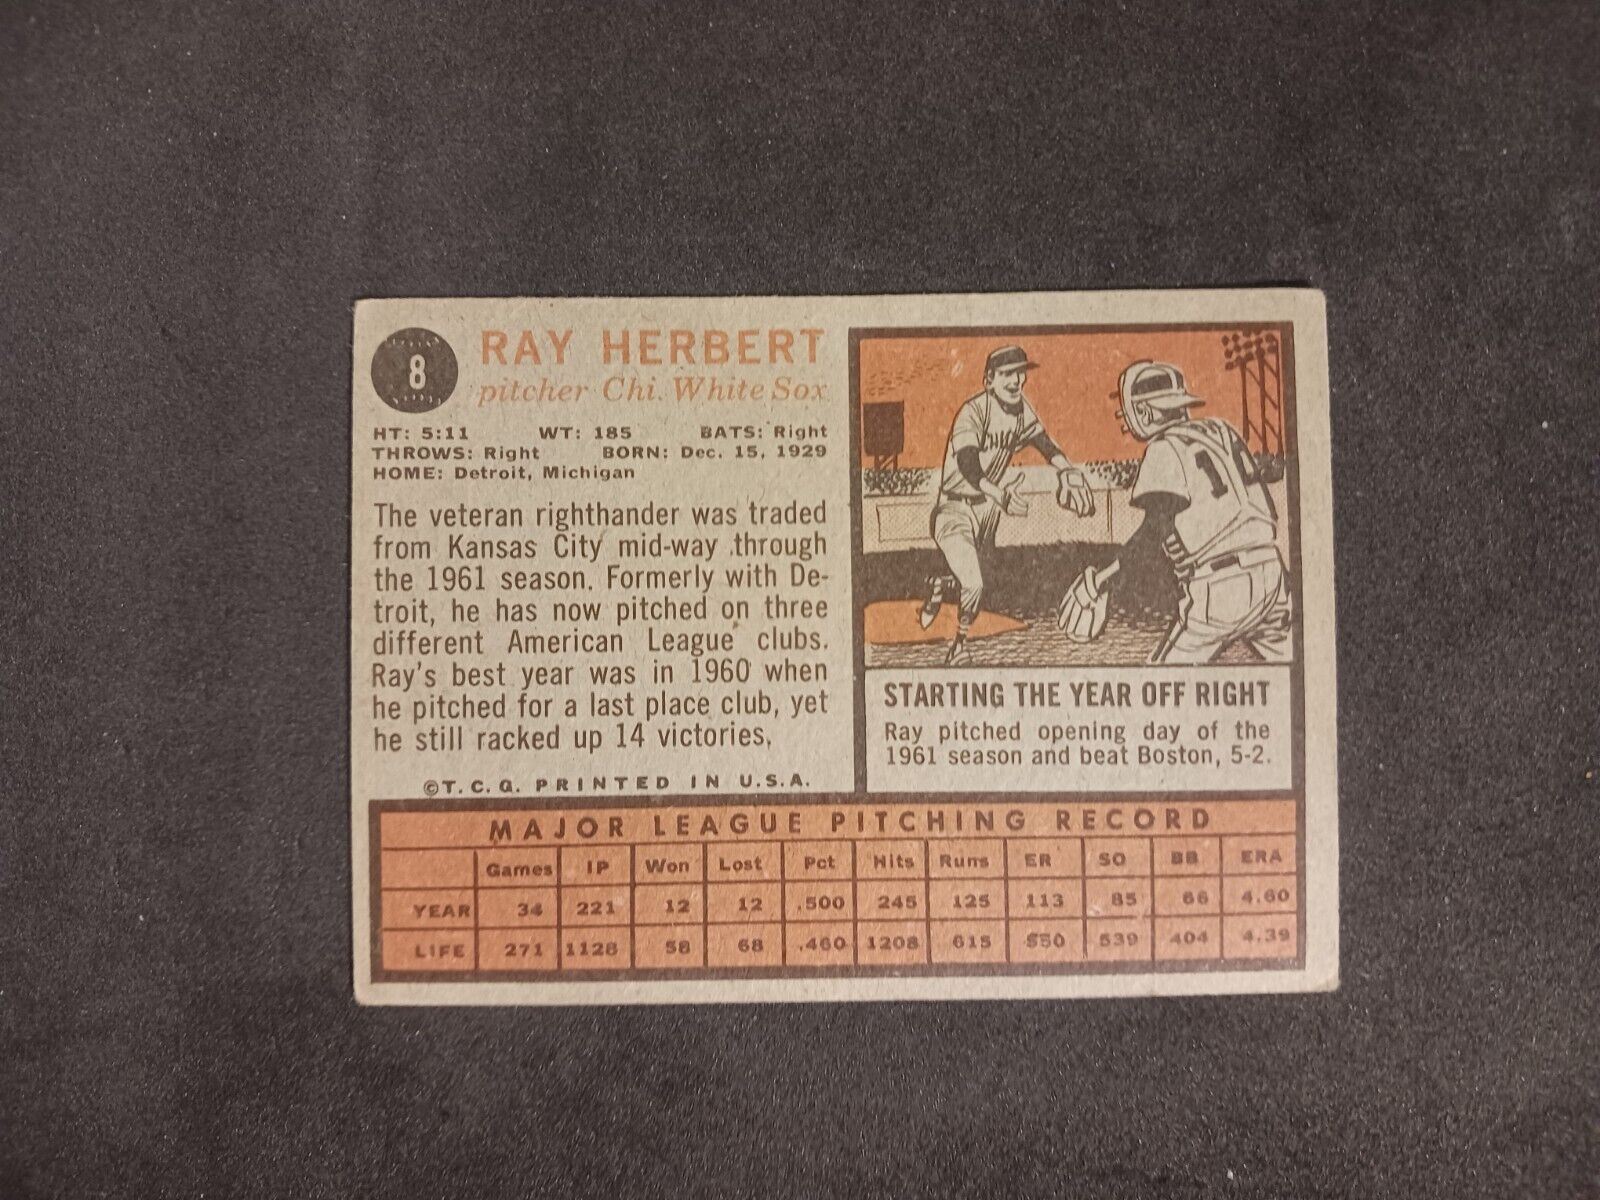 8
RAY HERBERT
pitcher Chi. White Sox
HT: 5:11 WT: 185 BATS: Right
THROWS: Right BORN: Dec. 15, 1929
HOME: Detroit, Michigan
The veteran righthander was traded
from Kansas City mid-way through
the 1961 season. Formerly with De-
troit, he has now pitched on three
different American League clubs.
Ray's best year was in 1960 when
he pitched for a last place club, yet
he still racked up 14 victories.
©T.C.G. PRINTED IN U.S.A.
CHICAGO
STARTING THE YEAR OFF RIGHT
Ray pitched opening day of the
1961 season and beat Boston, 5-2.
MAJOR LEAGUE PITCHING RECORD
Games IP Won Lost Pct Hits Runs ER SO BB ERA
YEAR 34 221 12 12 .500 245 125 113 85 66 4.60
LIFE 271 1128 58 68 .460 1208 615 550 539 404 4.39